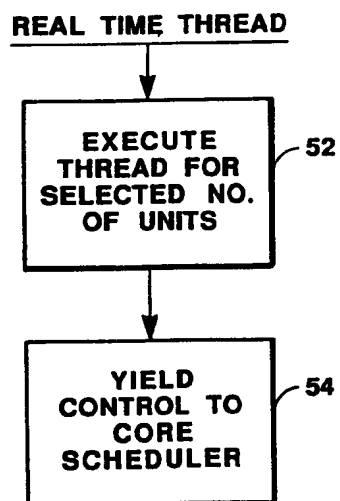 REAL TIME THREAD
EXECUTE
THREAD FOR
SELECTED NO.
OF UNITS
52
YIELD
CONTROL TO
CORE
SCHEDULER
54